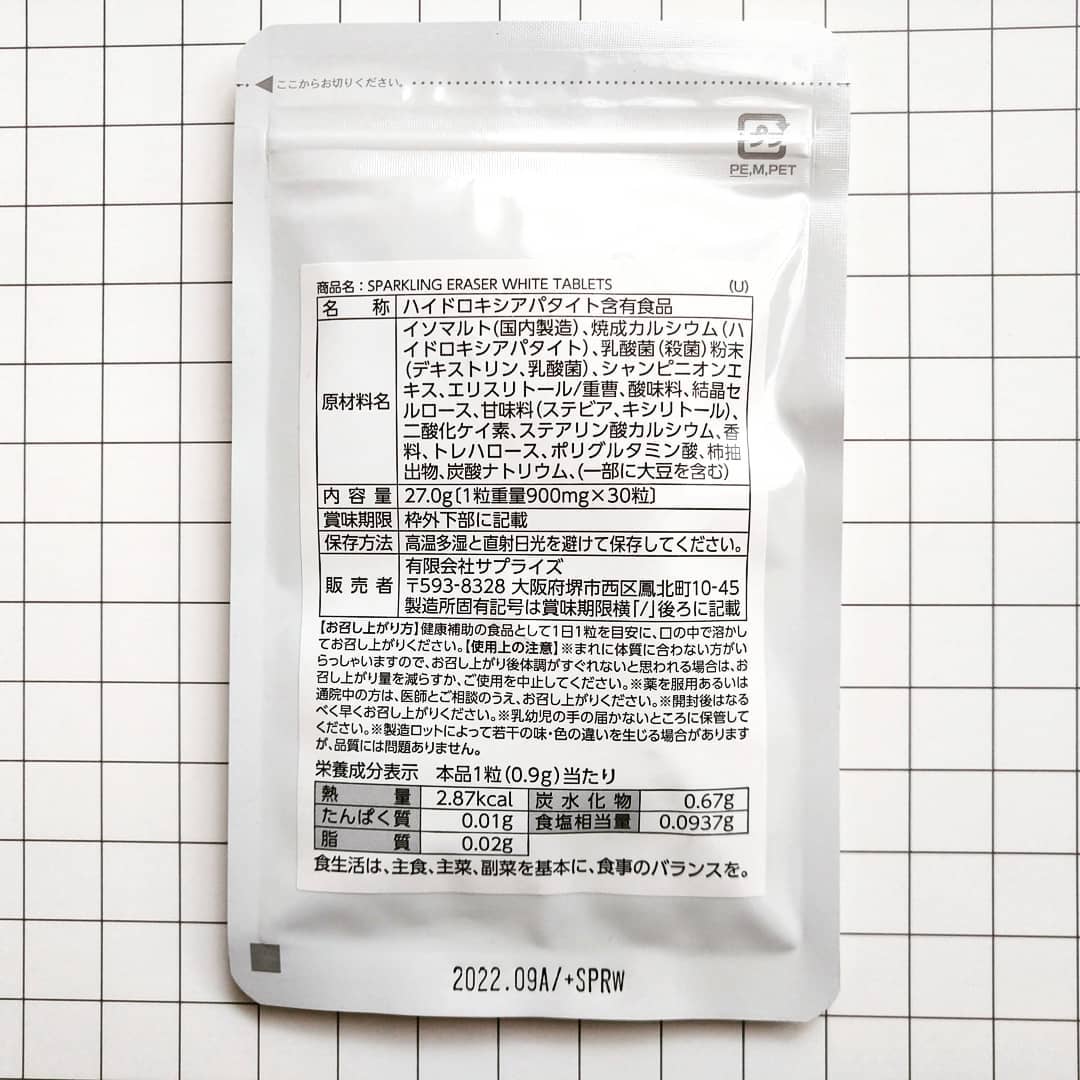 ここからお切りください。
PE,M,PET
商品名：SPARKLING ERASER WHITE TABLETS (U)
名称 ハイドロキシアパタイト含有食品
原材料名 イソマルト(国内製造)、焼成カルシウム(ハ
イドロキシアパタイト)、乳酸菌(殺菌)粉末
(デキストリン、乳酸菌)、シャンピニオンエ
キス、エリスリトール/重曹、酸味料、結晶セ
ルロース、甘味料(ステビア、キシリトール)、
二酸化ケイ素、ステアリン酸カルシウム、香
料、トレハロース、ポリグルタミン酸、柿抽
出物、炭酸ナトリウム、(一部に大豆を含む)
内容量 27.0g〔1粒重量900mg×30粒〕
賞味期限 枠外下部に記載
保存方法 高温多湿と直射日光を避けて保存してください。
販売者 有限会社サプライズ
〒593-8328 大阪府堺市西区鳳北町10-45
製造所固有記号は賞味期限横「/」後ろに記載
【お召し上がり方】健康補助の食品として1日1粒を目安に、口の中で溶かし
てお召し上がりください。【使用上の注意】※まれに体質に合わない方がい
らっしゃいますので、お召し上がり後体調がすぐれないと思われる場合は、お
召し上がり量を減らすか、ご使用を中止してください。※薬を服用あるいは
通院中の方は、医師とご相談のうえ、お召し上がりください。※開封後はなる
べく早くお召し上がりください。※乳幼児の手の届かないところに保管して
ください。※製造ロットによって若干の味・色の違いを生じる場合があります
が、品質には問題ありません。
栄養成分表示 本品1粒(0.9g)当たり
熱量 2.87kcal 炭水化物 0.67g
たんぱく質 0.01g 食塩相当量 0.0937g
脂質 0.02g
食生活は、主食、主菜、副菜を基本に、食事のバランスを。
2022.09A/+SPRW